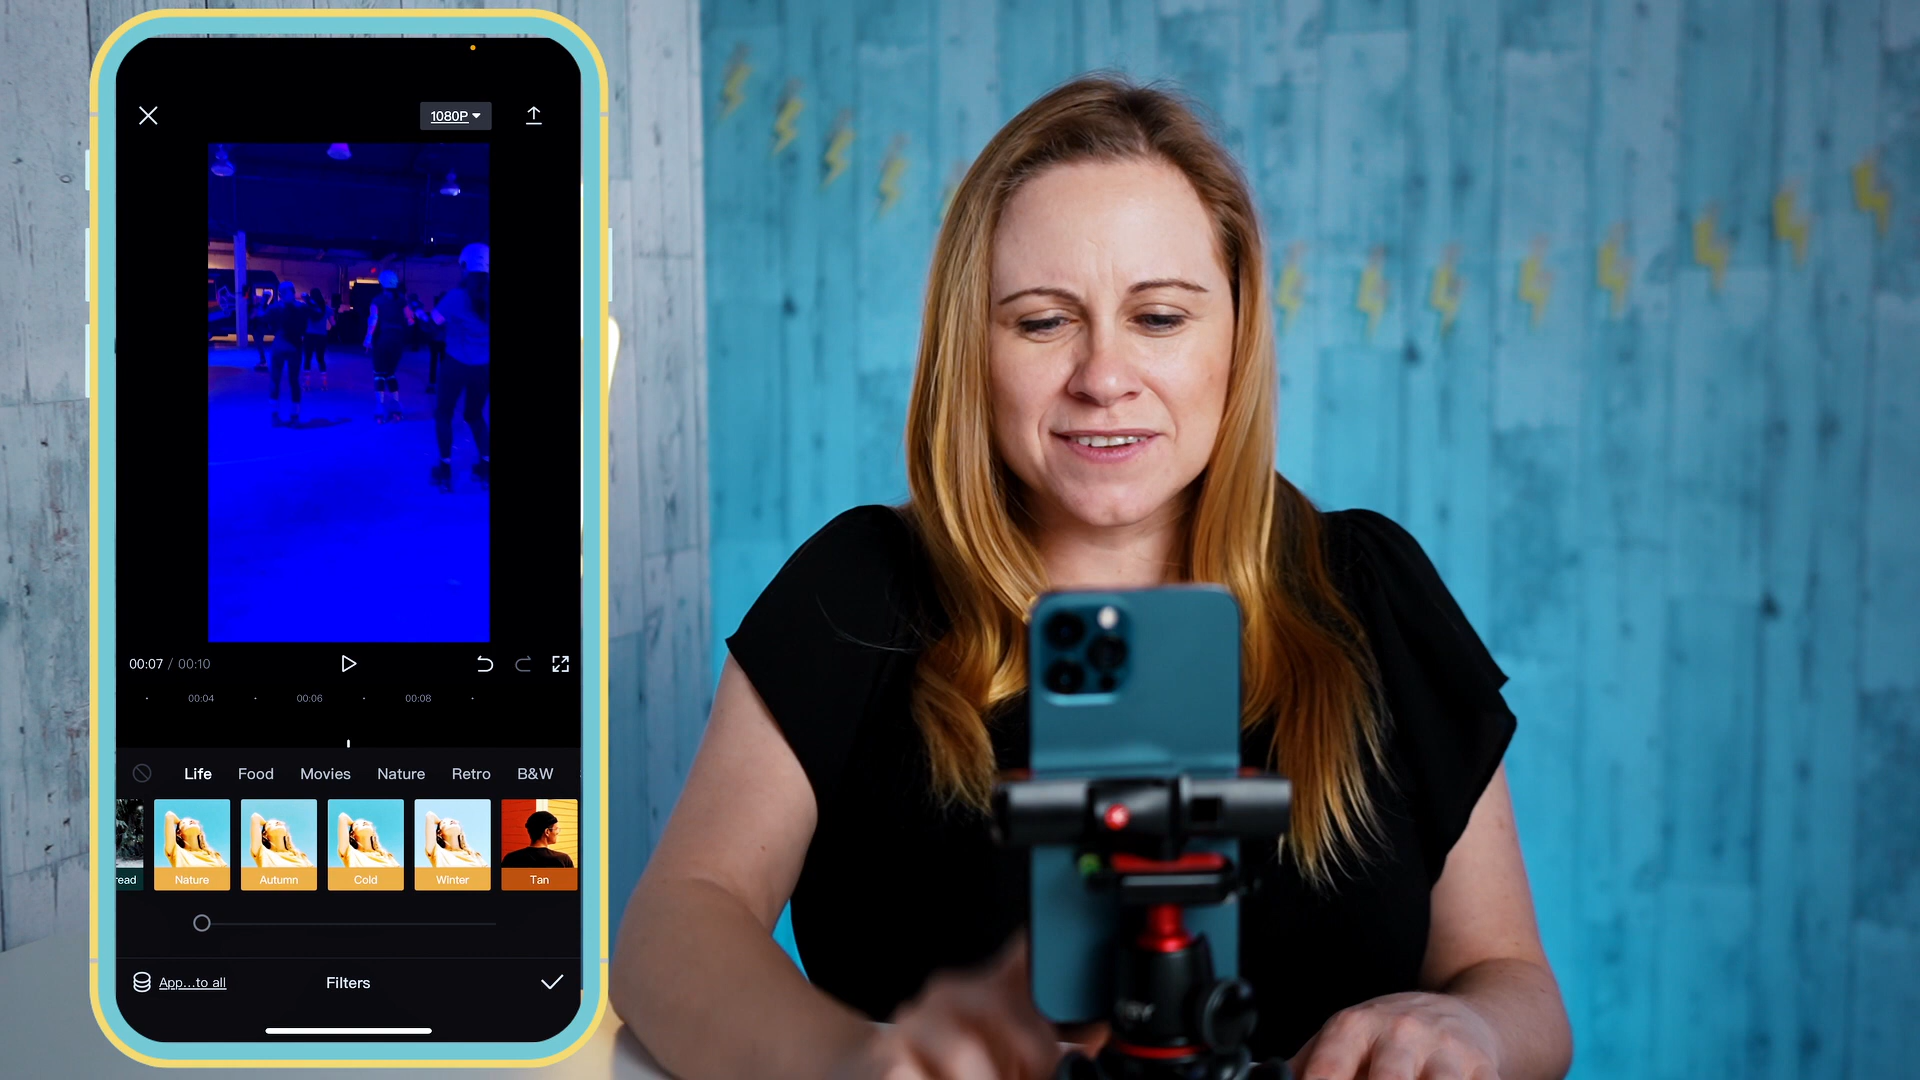 1080P
00:07 / 00:10
00:04 00:06 00:08
Life Food Movies Nature Retro B&W
read Nature Autumn Cold Winter Tan
App...to all Filters